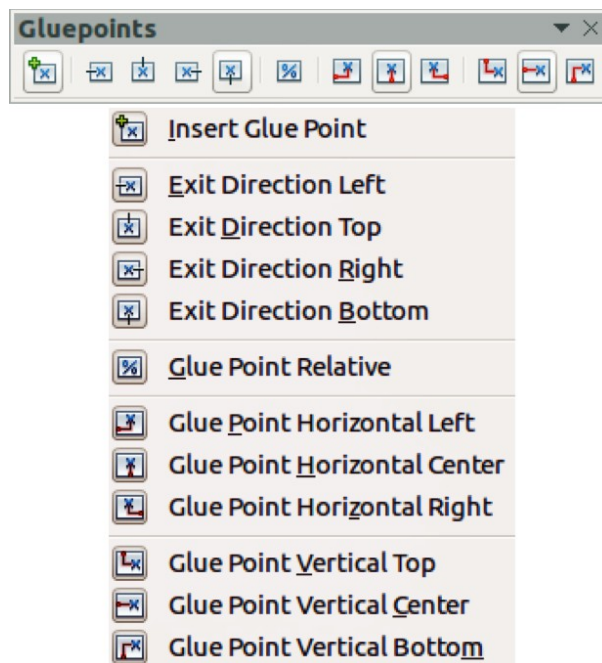 Gluepoints
Insert Glue Point
Exit Direction Left
Exit Direction Top
Exit Direction Right
Exit Direction Bottom
Glue Point Relative
Glue Point Horizontal Left
Glue Point Horizontal Center
Glue Point Horizontal Right
Glue Point Vertical Top
Glue Point Vertical Center
Glue Point Vertical Bottom